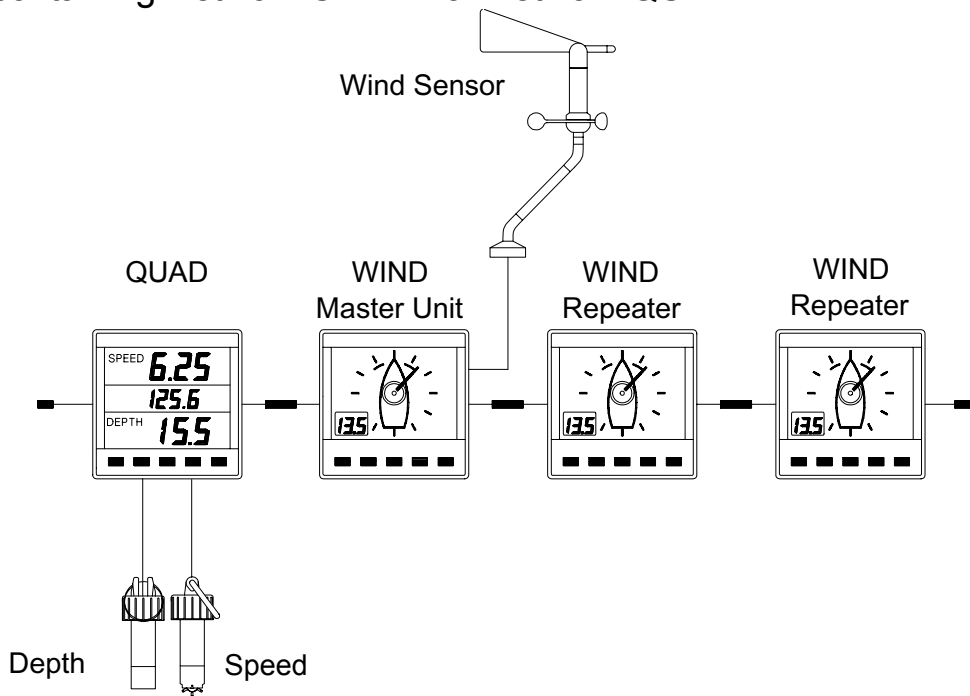 Wind Sensor
QUAD
WIND
Master Unit
WIND
Repeater
WIND
Repeater
SPEED 6.25
125.6
DEPTH 15.5
13.5
13.5
13.5
Depth
Speed